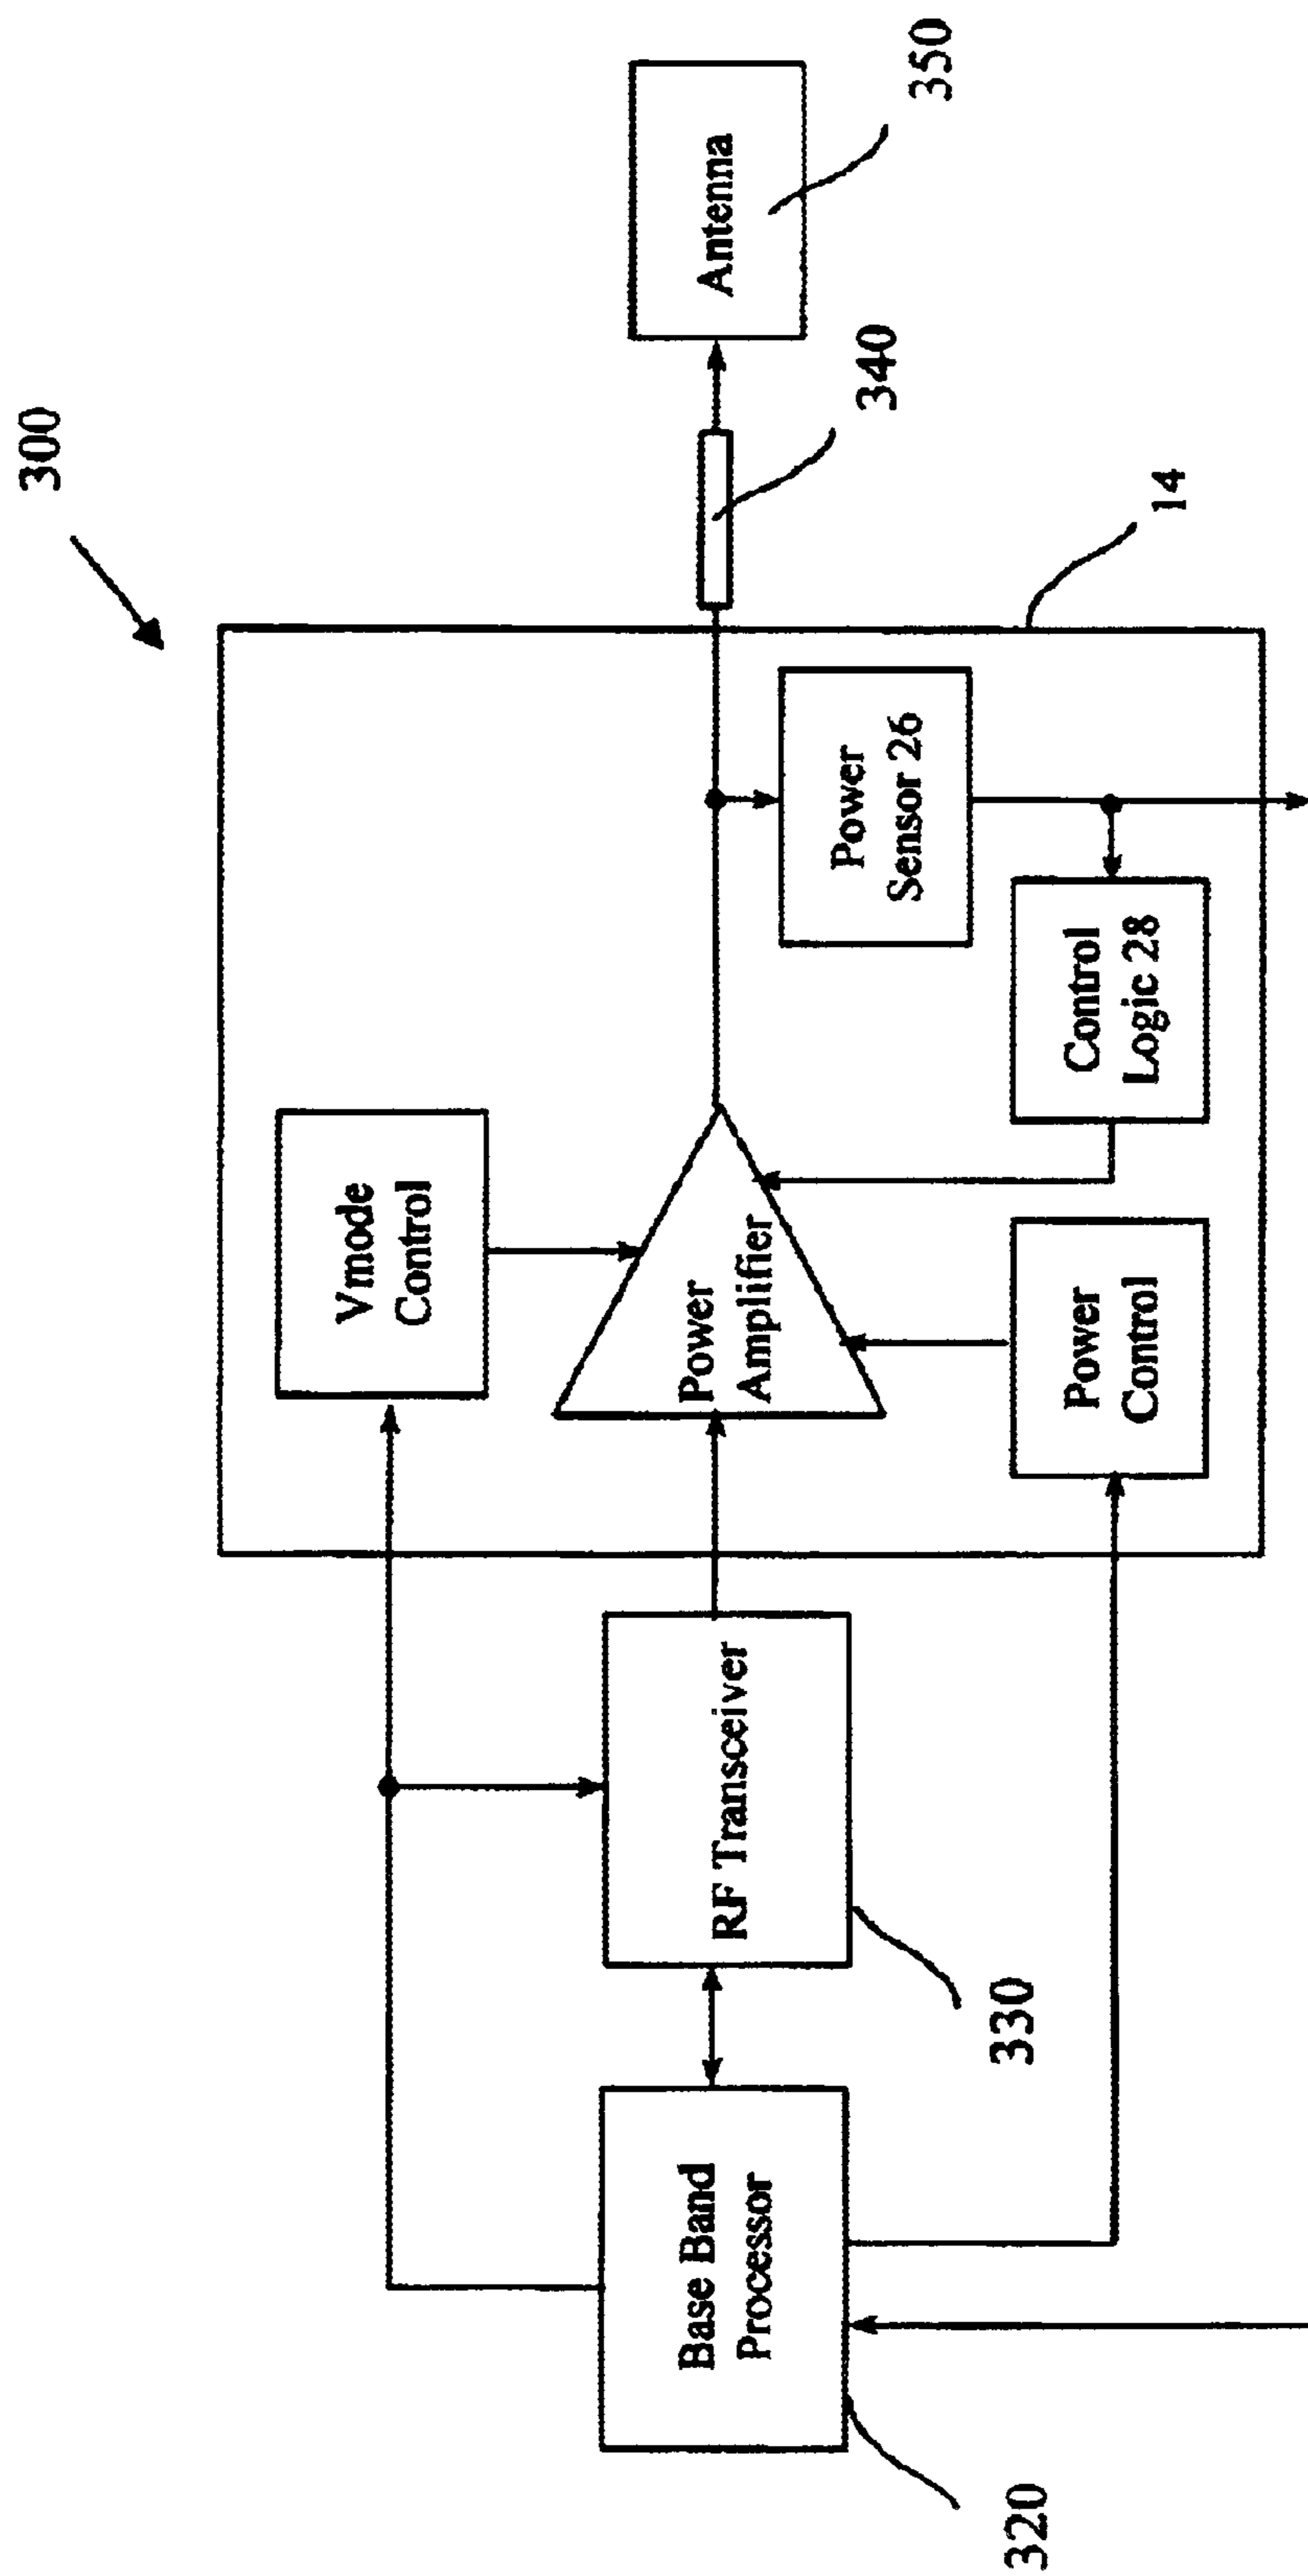 300
Vmode
Control
Base Band
Processor
RF Transceiver
Power
Amplifier
Antenna
Power
Sensor 26
Control
Logic 28
Power
Control
320
330
340
350
14